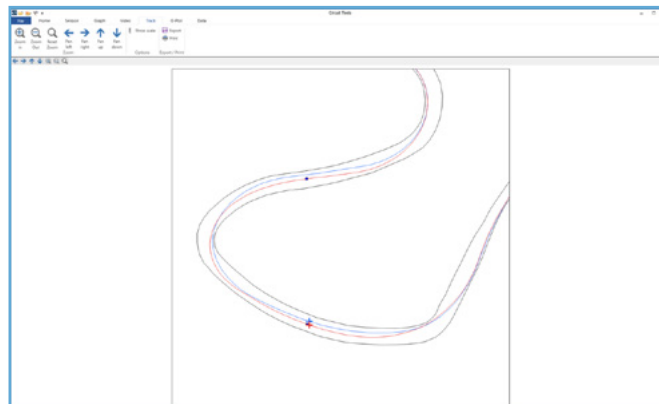 Circuit Tools
File Home Session Graph Video Track X-Plot Data
Zoom In Zoom Out Reset Zoom Pan left Pan right Pan up Pan down Show scale Export Print
Zoom Options Export / Print